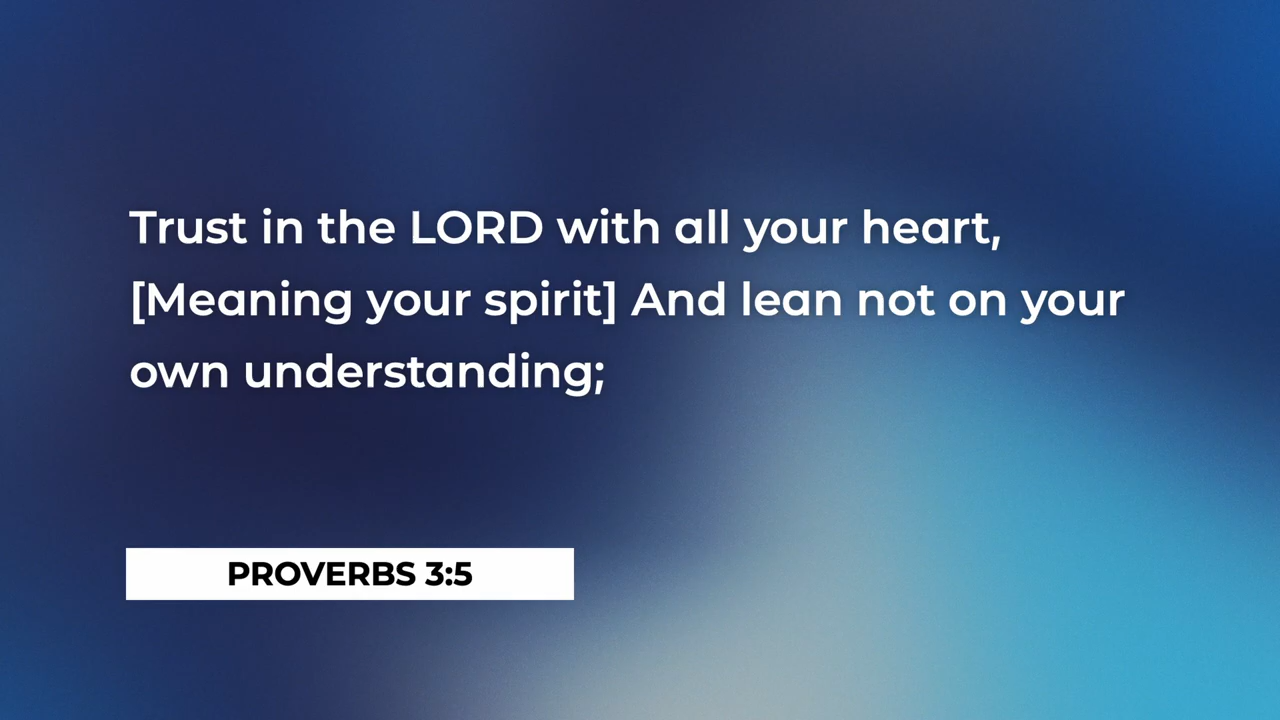 Trust in the LORD with all your heart,
[Meaning your spirit] And lean not on your
own understanding;
PROVERBS 3:5